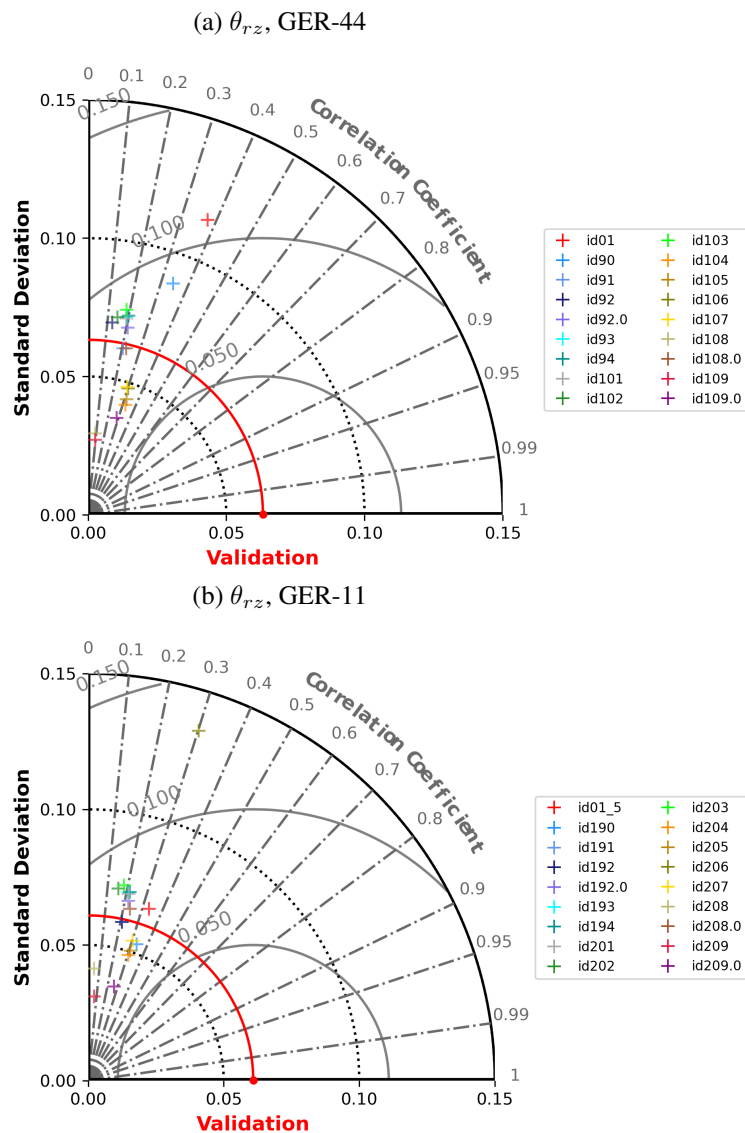 (a) θrz, GER-44
0 0.1 0.2 0.3 0.4 0.5 0.6 0.7 0.8 0.9 0.95 0.99 1
Correlation Coefficient
0.150
0.100
0.050
Standard Deviation
0.15
0.10
0.05
0.00
0.00 0.05 0.10 0.15
Validation
id01 id103
id90 id104
id91 id105
id92 id106
id92.0 id107
id93 id108
id94 id108.0
id101 id109
id102 id109.0
(b) θrz, GER-11
0 0.1 0.2 0.3 0.4 0.5 0.6 0.7 0.8 0.9 0.95 0.99 1
Correlation Coefficient
0.150
0.100
0.050
Standard Deviation
0.15
0.10
0.05
0.00
0.00 0.05 0.10 0.15
Validation
id01_5 id203
id190 id204
id191 id205
id192 id206
id192.0 id207
id193 id208
id194 id208.0
id201 id209
id202 id209.0